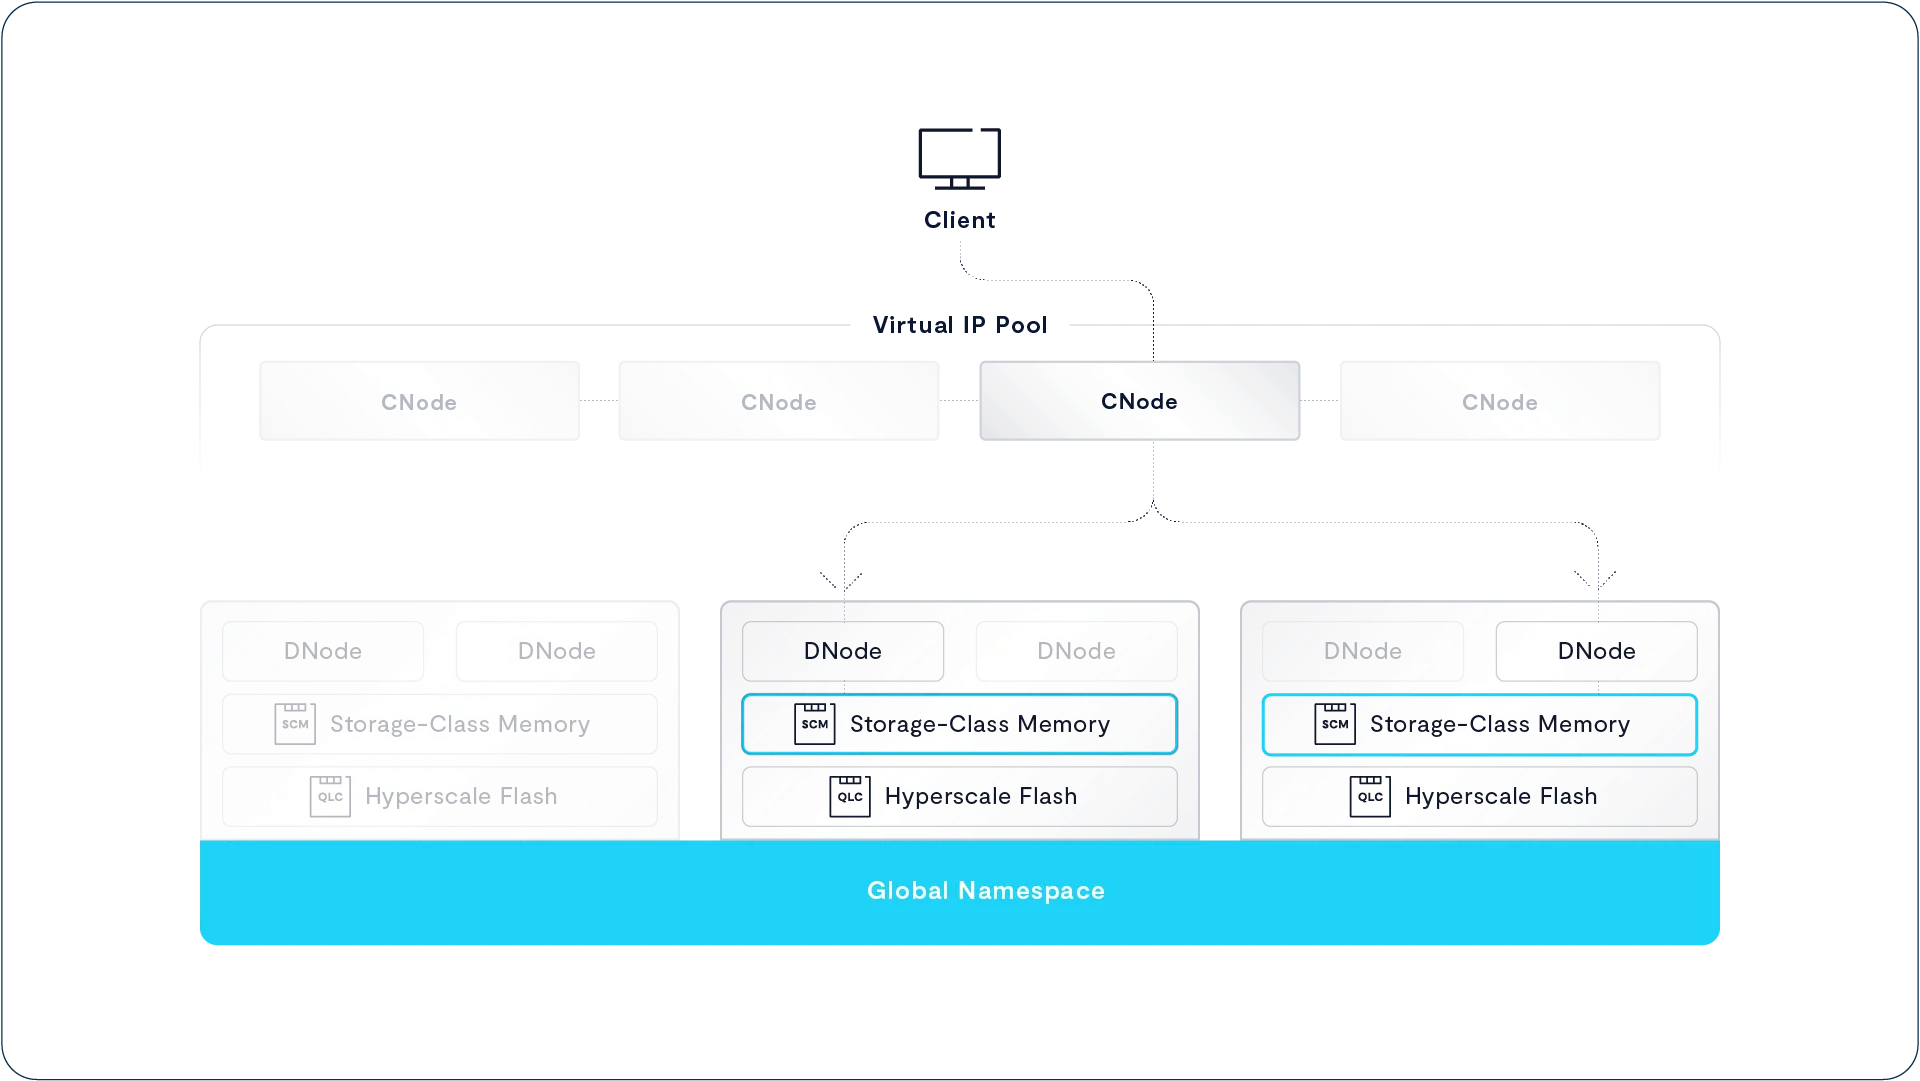 Client
Virtual IP Pool
CNode
CNode
CNode
CNode
DNode
DNode
DNode
DNode
DNode
DNode
SCM Storage-Class Memory
SCM Storage-Class Memory
SCM Storage-Class Memory
QLC Hyperscale Flash
QLC Hyperscale Flash
QLC Hyperscale Flash
Global Namespace